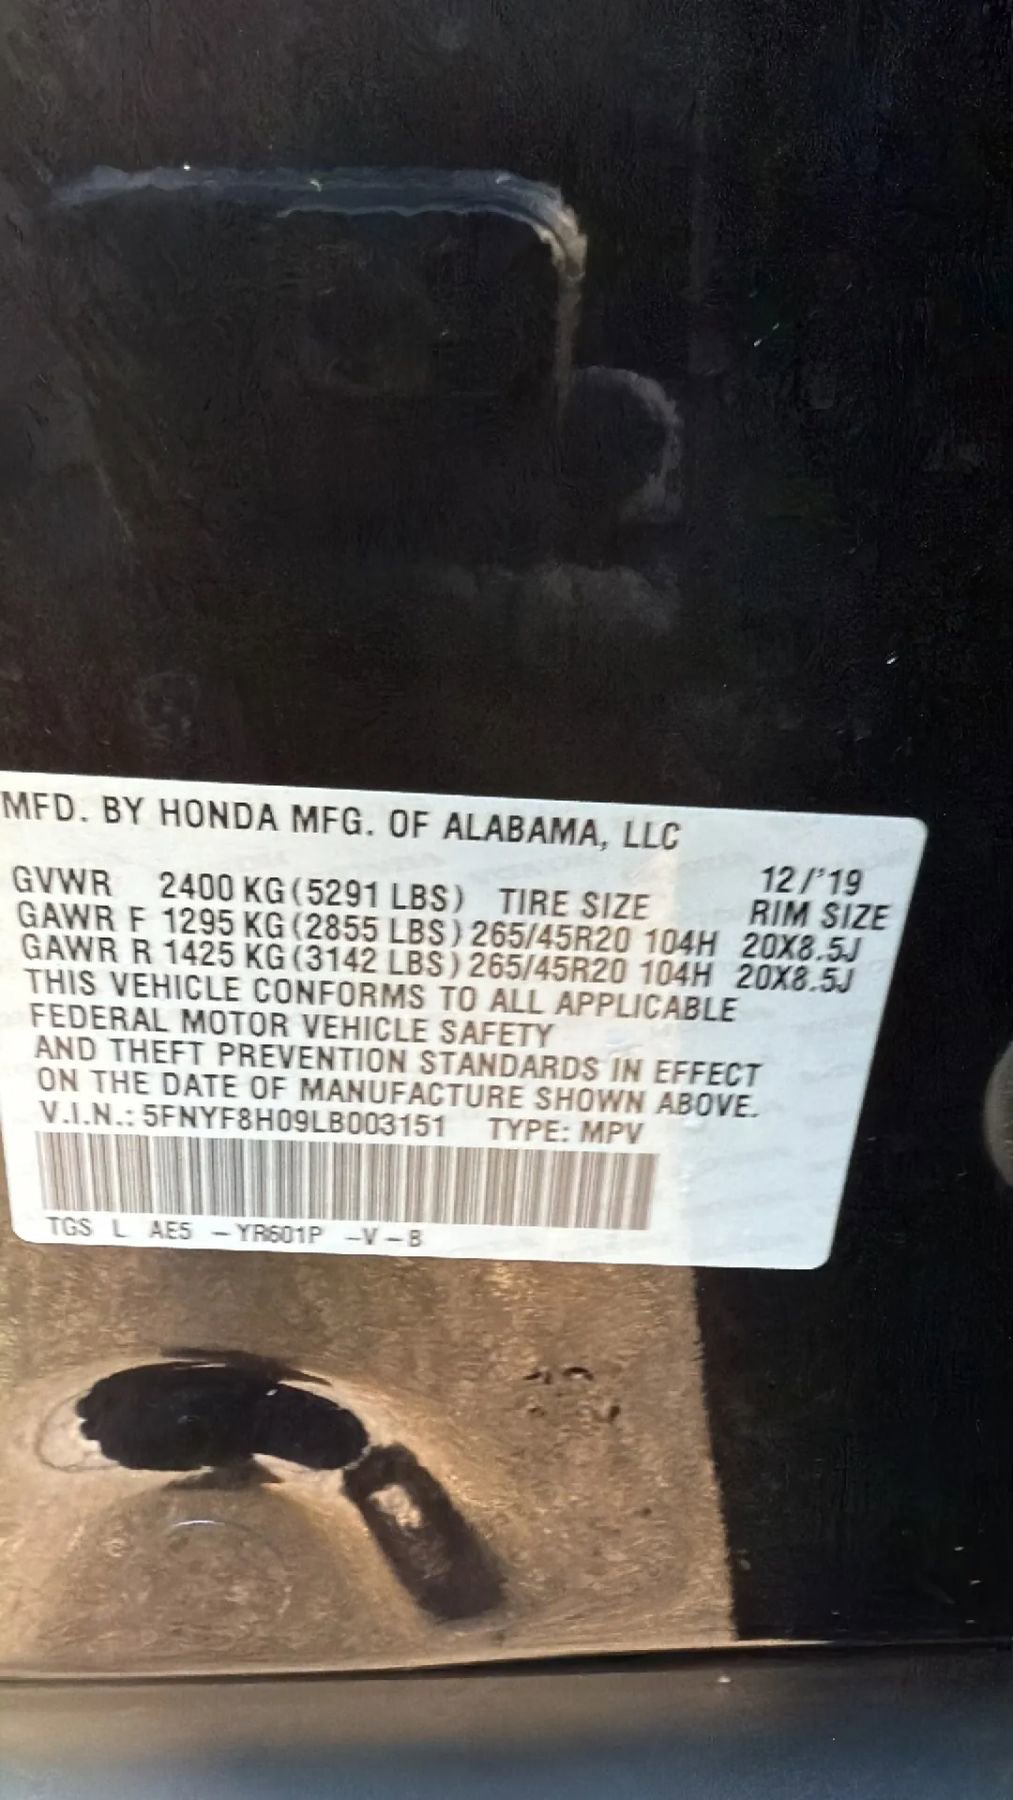 MFD. BY HONDA MFG. OF ALABAMA, LLC
12/'19
GVWR 2400 KG (5291 LBS) TIRE SIZE RIM SIZE
GAWR F 1295 KG (2855 LBS) 265/45R20 104H 20X8.5J
GAWR R 1425 KG (3142 LBS) 265/45R20 104H 20X8.5J
THIS VEHICLE CONFORMS TO ALL APPLICABLE
FEDERAL MOTOR VEHICLE SAFETY
AND THEFT PREVENTION STANDARDS IN EFFECT
ON THE DATE OF MANUFACTURE SHOWN ABOVE.
V.I.N.: 5FNYF8H09LB003151 TYPE: MPV
TGS L AE5 -YR601P -V-B